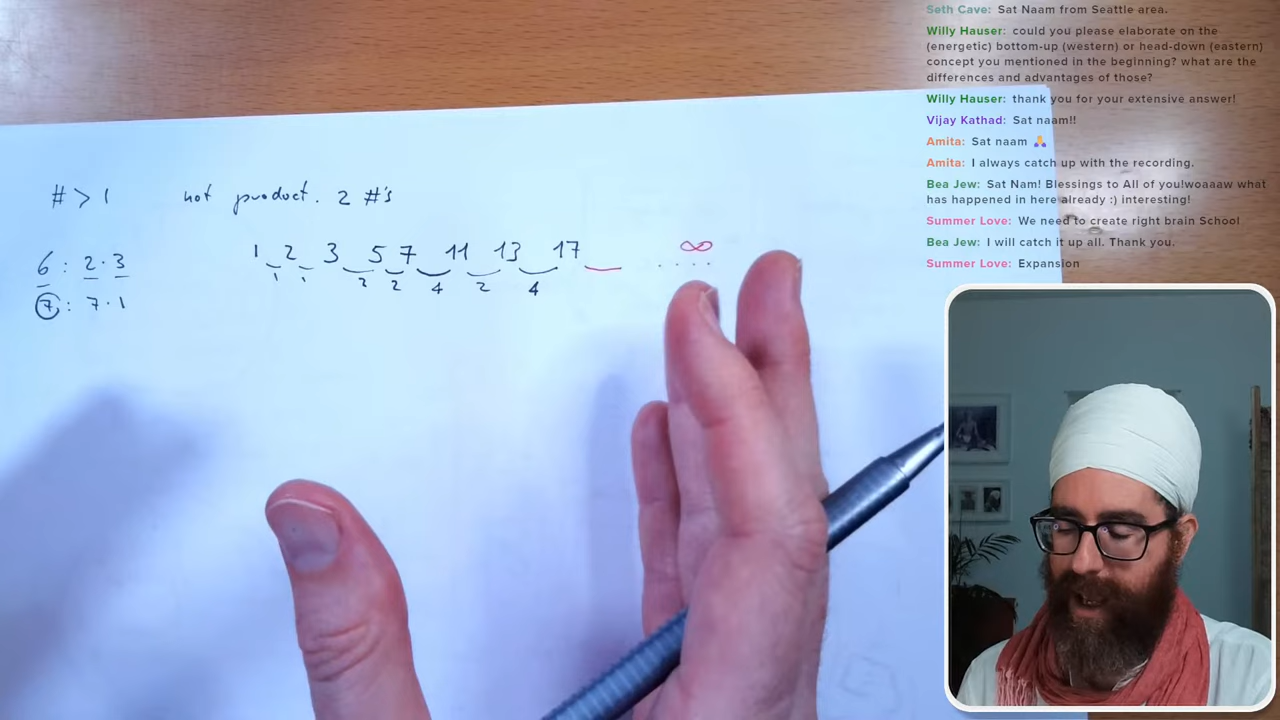 # > 1 not product. 2 #'s
6 : 2 · 3
7 : 7 · 1
1 2 3 5 7 11 13 17 ∞
1 1 2 2 4 2 4 ....
Seth Cave: Sat Naam from Seattle area.
Willy Hauser: could you please elaborate on the
(energetic) bottom-up (western) or head-down (eastern)
concept you mentioned in the beginning? what are the
differences and advantages of those?
Willy Hauser: thank you for your extensive answer!
Vijay Kathad: Sat naam!!
Amita: Sat naam 🙏
Amita: I always catch up with the recording.
Bea Jew: Sat Nam! Blessings to All of you!woaaaw what
has happened in here already :) interesting!
Summer Love: We need to create right brain School
Bea Jew: I will catch it up all. Thank you.
Summer Love: Expansion